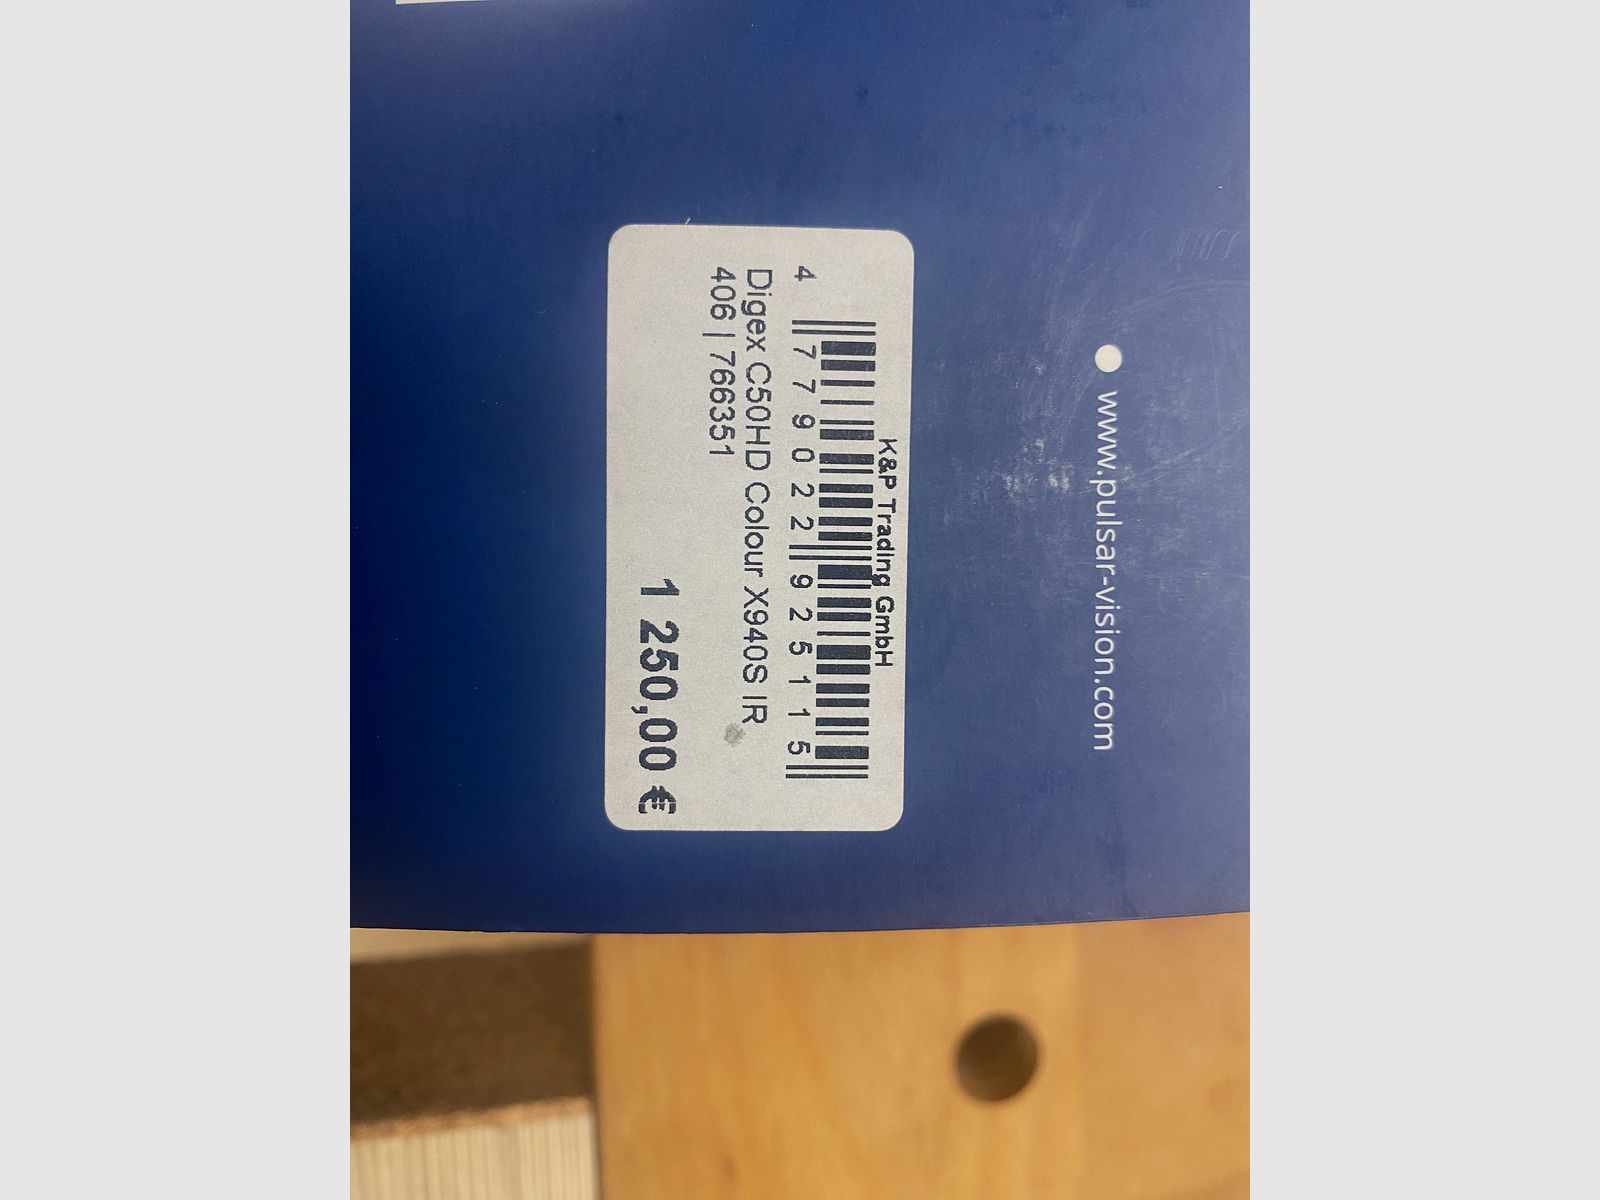 www.pulsar-vision.com
K&P Trading GmbH
4 779022 925115
Digex C50HD Colour X940S IR
406 | 766351
1 250,00 €